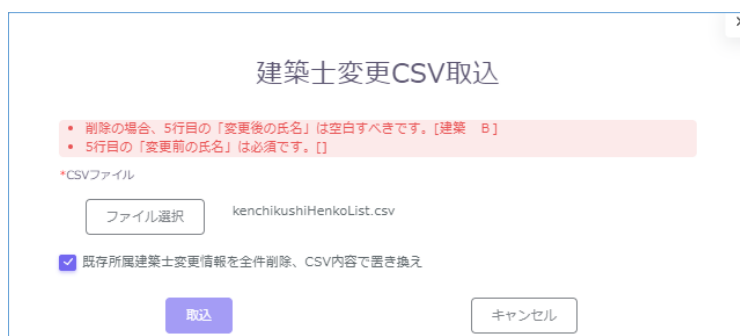 建築士変更CSV取込
• 削除の場合、5行目の「変更後の氏名」は空白すべきです。[建築　B]
• 5行目の「変更前の氏名」は必須です。[]
*CSVファイル
ファイル選択 kenchikushiHenkoList.csv
既存所属建築士変更情報を全件削除、CSV内容で置き換え
取込 キャンセル